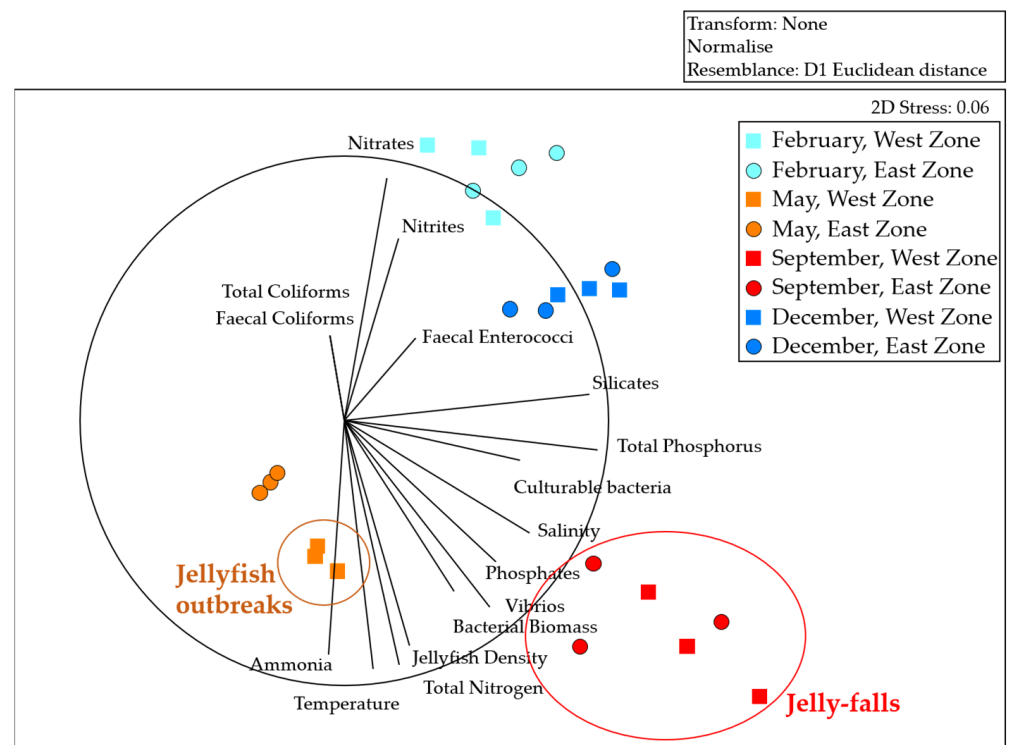 Transform: None
Normalise
Resemblance: D1 Euclidean distance
2D Stress: 0.06
February, West Zone
February, East Zone
May, West Zone
May, East Zone
September, West Zone
September, East Zone
December, West Zone
December, East Zone
Nitrates
Nitrites
Total Coliforms
Faecal Coliforms
Faecal Enterococci
Silicates
Total Phosphorus
Culturable bacteria
Salinity
Phosphates
Vibrios
Bacterial Biomass
Jellyfish Density
Total Nitrogen
Ammonia
Temperature
Jellyfish
outbreaks
Jelly-falls